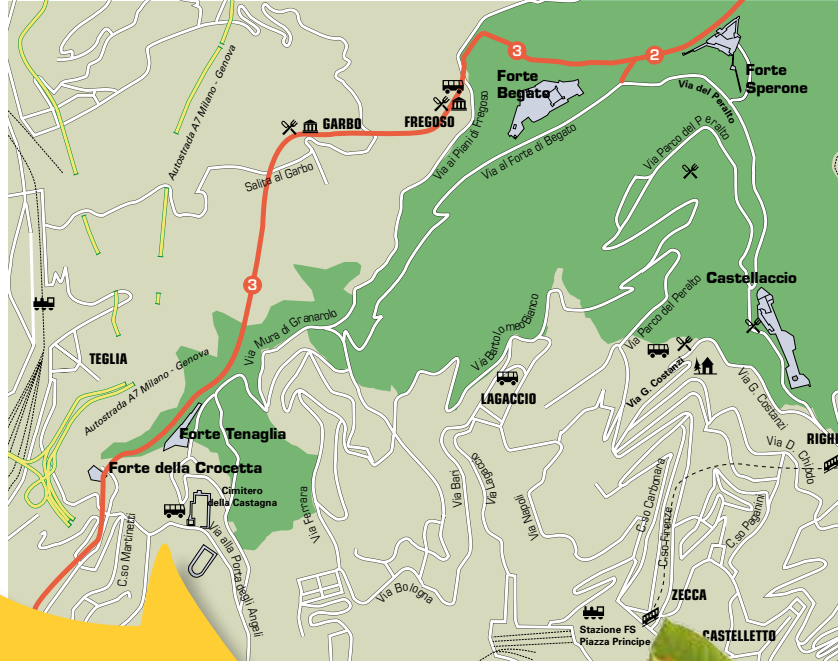 3
2
Forte
Begato
Forte
Sperone
Via del Peralto
GARBO
FREGOSO
Autostrada A7 Milano - Genova
Via ai Piani di Fregoso
Via al Forte di Begato
Via Parco del Peralto
Salita al Garbo
3
Castellaccio
Via Mura di Granarolo
Via Bartolomeo Bianco
Via Parco del Peralto
TEGLIA
Autostrada A7 Milano - Genova
LAGACCIO
Via G. Costanzi
Via G. Costanzi
Forte Tenaglia
RIGHI
Via D. Chiodo
Forte della Crocetta
Cimitero
della Castagna
Via Ferrara
Via Bari
Via Lagaccio
Via Napoli
C.so Carbonara
C.so Firenze
C.so Paganini
C.so Martinetti
Via alla Porta degli Angeli
Via Bologna
ZECCA
Stazione FS
Piazza Principe
CASTELLETTO